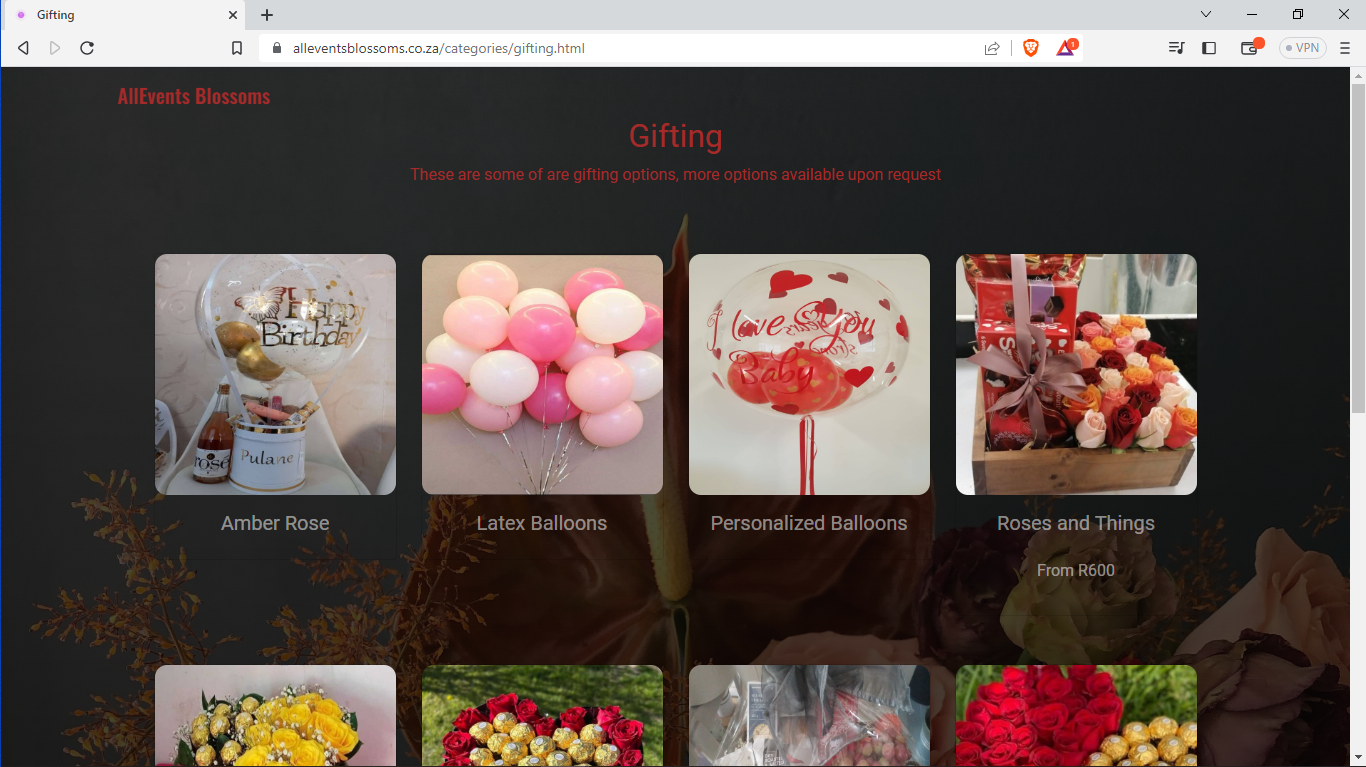 Gifting
alleventsblossoms.co.za/categories/gifting.html
1
VPN
AllEvents Blossoms
Gifting
These are some of are gifting options, more options available upon request
Happy
Birthday
rosé
Pulane
I love You
Baby
Amber Rose
Latex Balloons
Personalized Balloons
Roses and Things
From R600